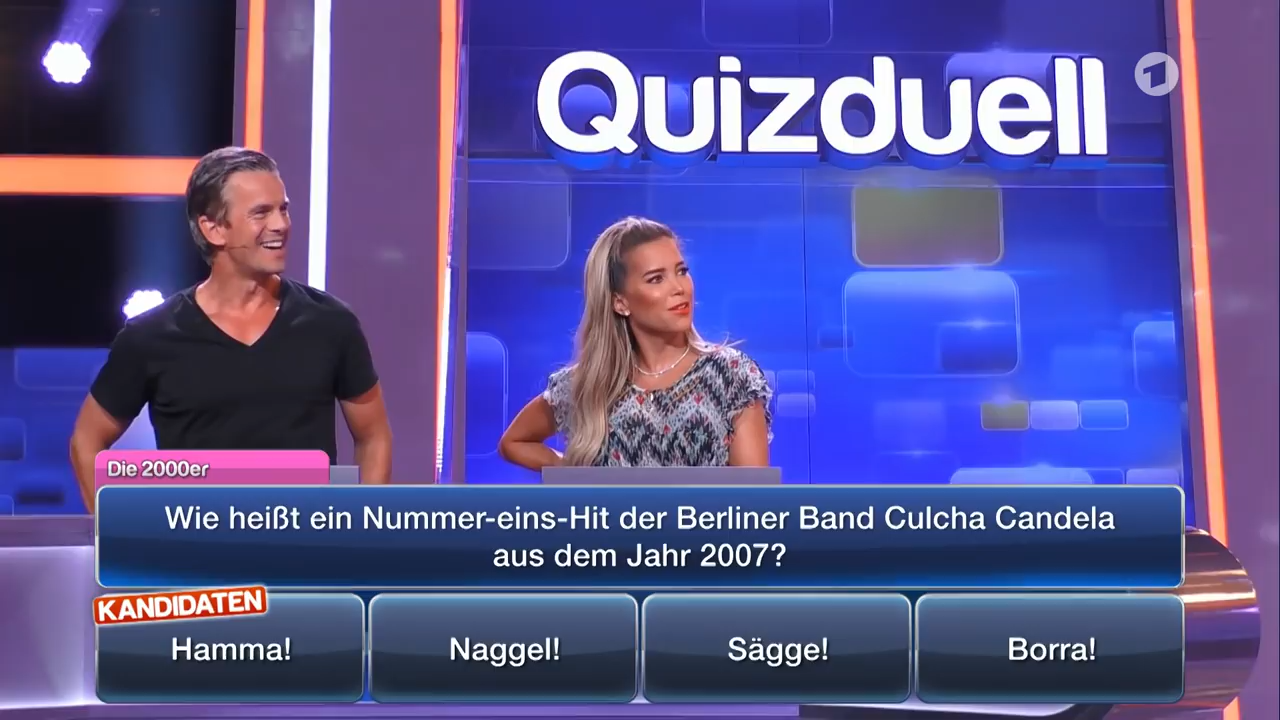 Quizduell
1
Die 2000er
Wie heißt ein Nummer-eins-Hit der Berliner Band Culcha Candela
aus dem Jahr 2007?
KANDIDATEN
Hamma!
Naggel!
Sägge!
Borra!